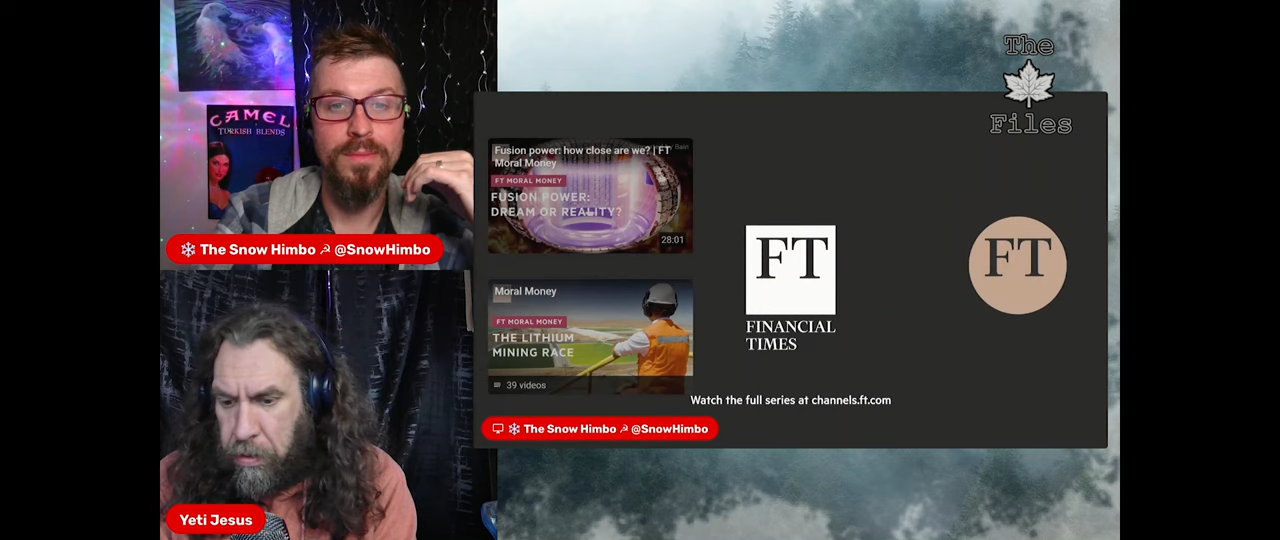 CAMEL
TURKISH BLENDS
❄ The Snow Himbo ☭ @SnowHimbo
Yeti Jesus
The
Files
Fusion power: how close are we? | FT
Moral Money
Bain
FT MORAL MONEY
FUSION POWER:
DREAM OR REALITY?
28:01
Moral Money
FT MORAL MONEY
THE LITHIUM
MINING RACE
39 videos
FT
FINANCIAL
TIMES
FT
Watch the full series at channels.ft.com
❄ The Snow Himbo ☭ @SnowHimbo